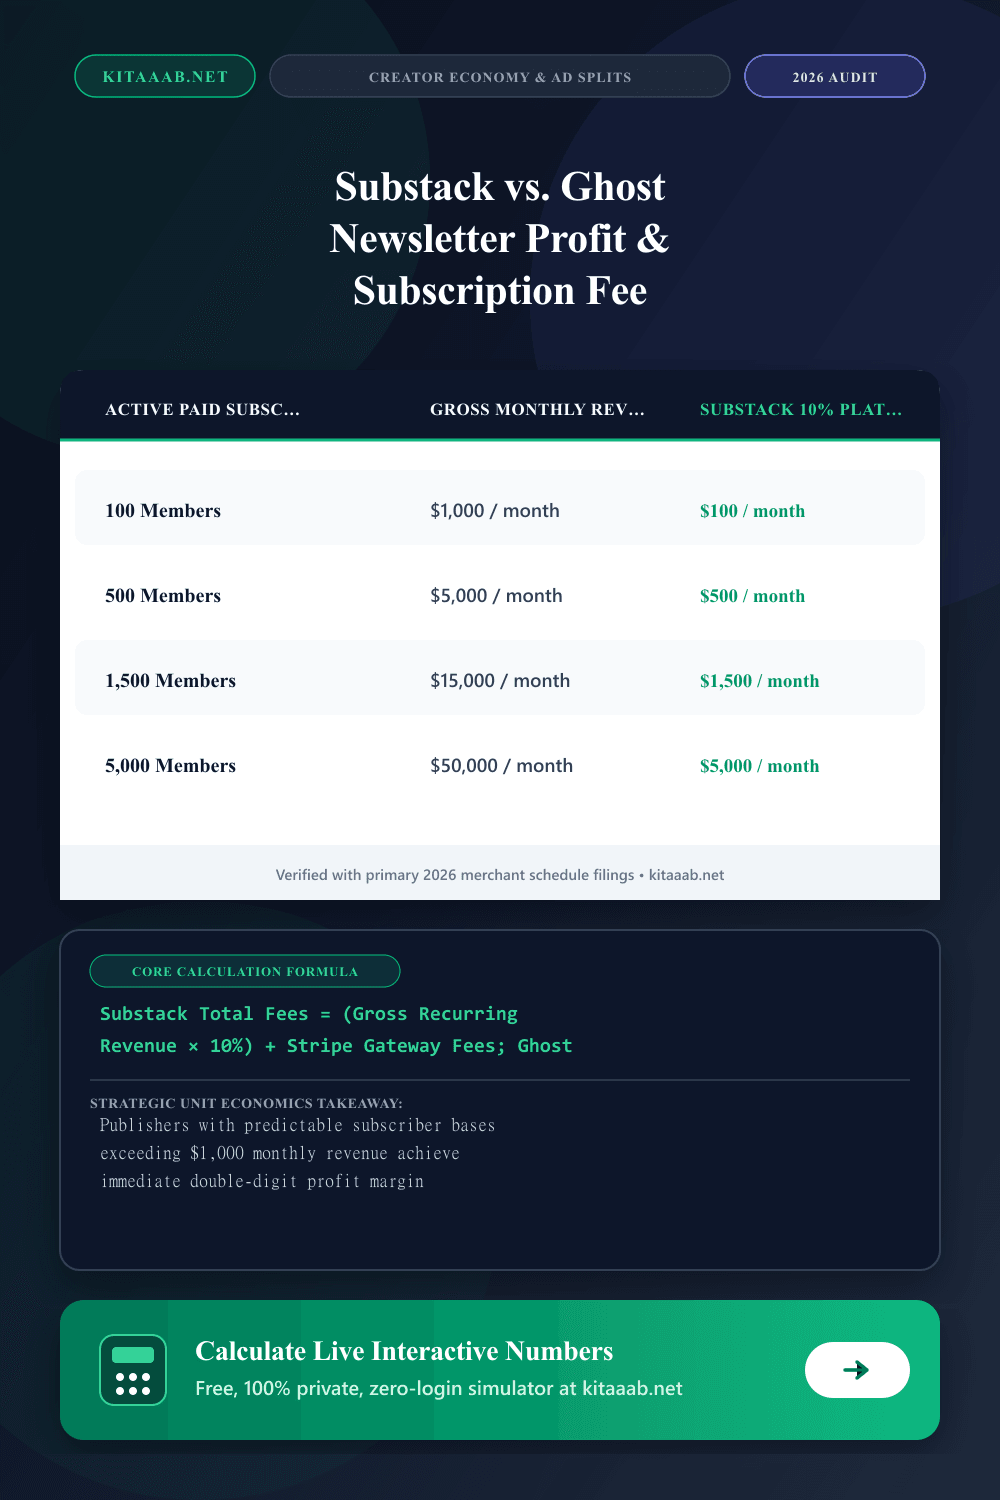 KITAAAB.NET
CREATOR ECONOMY & AD SPLITS
2026 AUDIT
Substack vs. Ghost
Newsletter Profit &
Subscription Fee
ACTIVE PAID SUBSC... GROSS MONTHLY REV... SUBSTACK 10% PLAT...
100 Members $1,000 / month $100 / month
500 Members $5,000 / month $500 / month
1,500 Members $15,000 / month $1,500 / month
5,000 Members $50,000 / month $5,000 / month
Verified with primary 2026 merchant schedule filings • kitaaab.net
CORE CALCULATION FORMULA
Substack Total Fees = (Gross Recurring
Revenue × 10%) + Stripe Gateway Fees; Ghost
STRATEGIC UNIT ECONOMICS TAKEAWAY:
Publishers with predictable subscriber bases
exceeding $1,000 monthly revenue achieve
immediate double-digit profit margin
Calculate Live Interactive Numbers
Free, 100% private, zero-login simulator at kitaaab.net